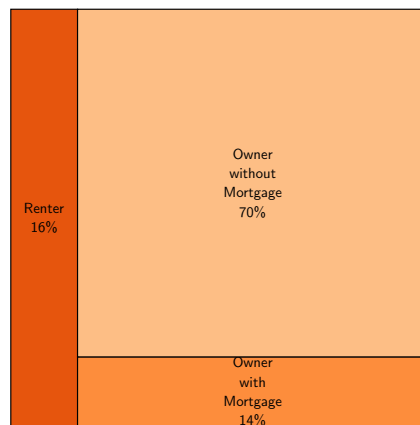 Renter
16%
Owner
without
Mortgage
70%
Owner
with
Mortgage
14%